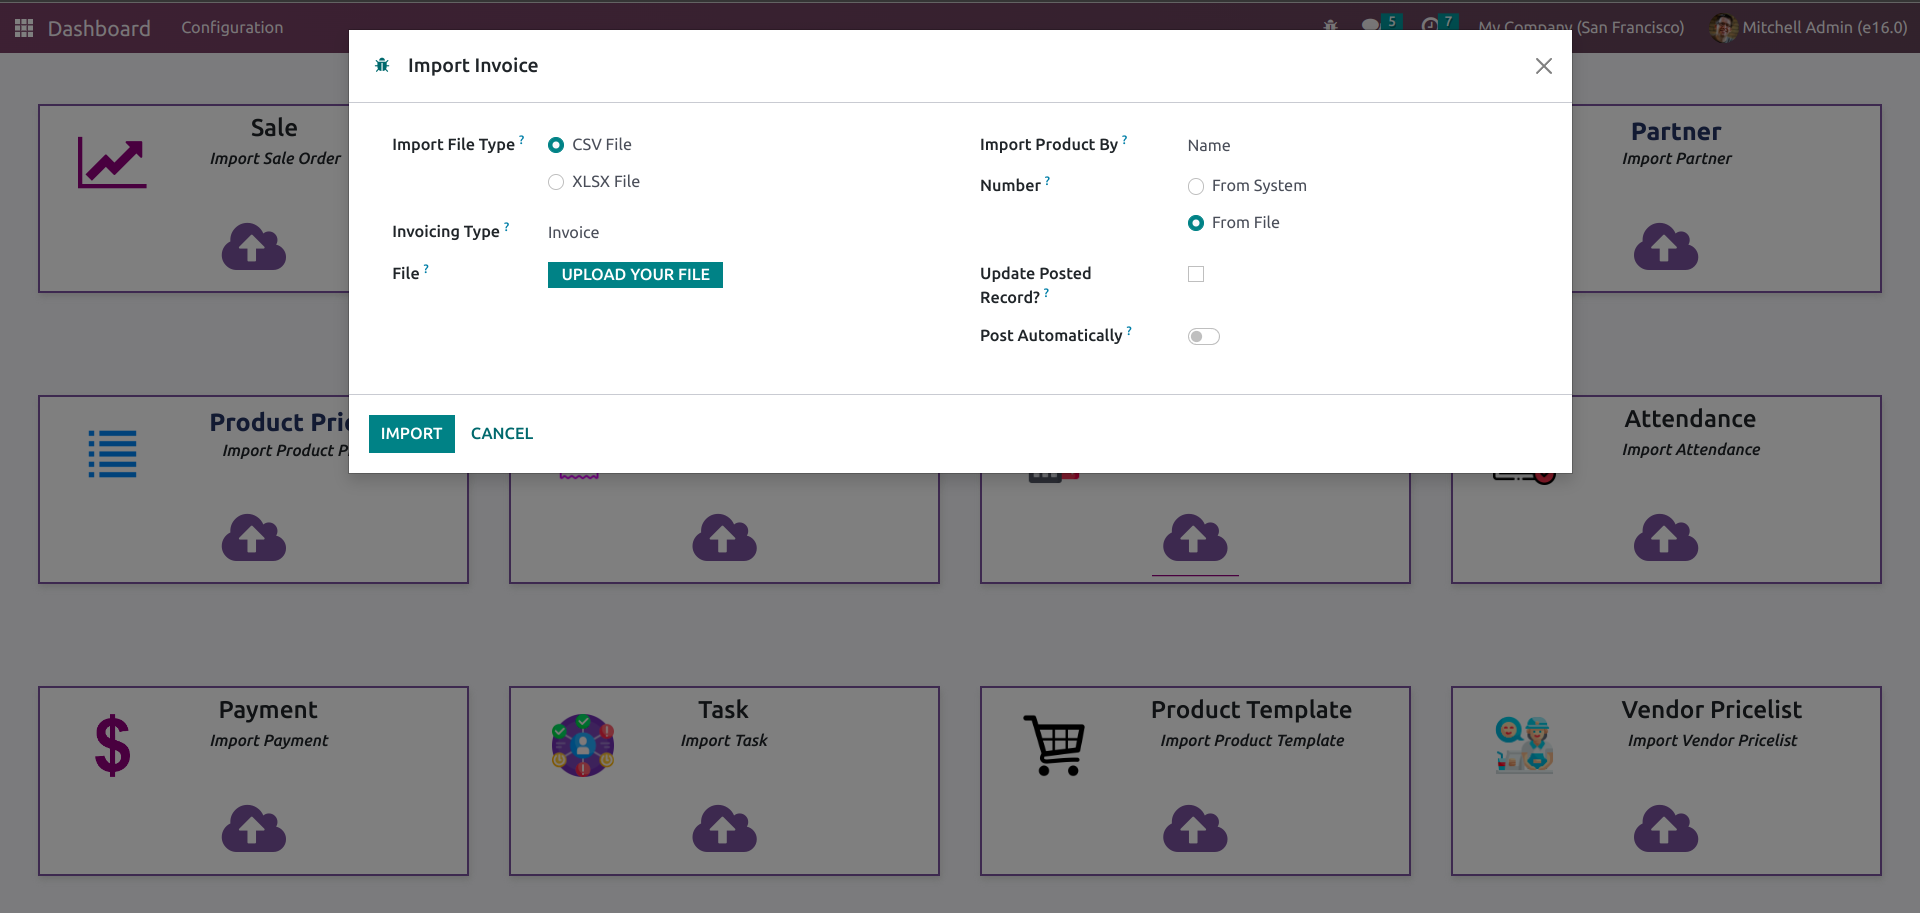 Dashboard
Configuration
5
7
My Company (San Francisco)
Mitchell Admin (e16.0)
Import Invoice
Import File Type ?
CSV File
XLSX File
Invoicing Type ?
Invoice
File ?
UPLOAD YOUR FILE
Import Product By ?
Name
Number ?
From System
From File
Update Posted
Record? ?
Post Automatically ?
IMPORT
CANCEL
Sale
Import Sale Order
Partner
Import Partner
Product
Import Product
Attendance
Import Attendance
Payment
Import Payment
Task
Import Task
Product Template
Import Product Template
Vendor Pricelist
Import Vendor Pricelist